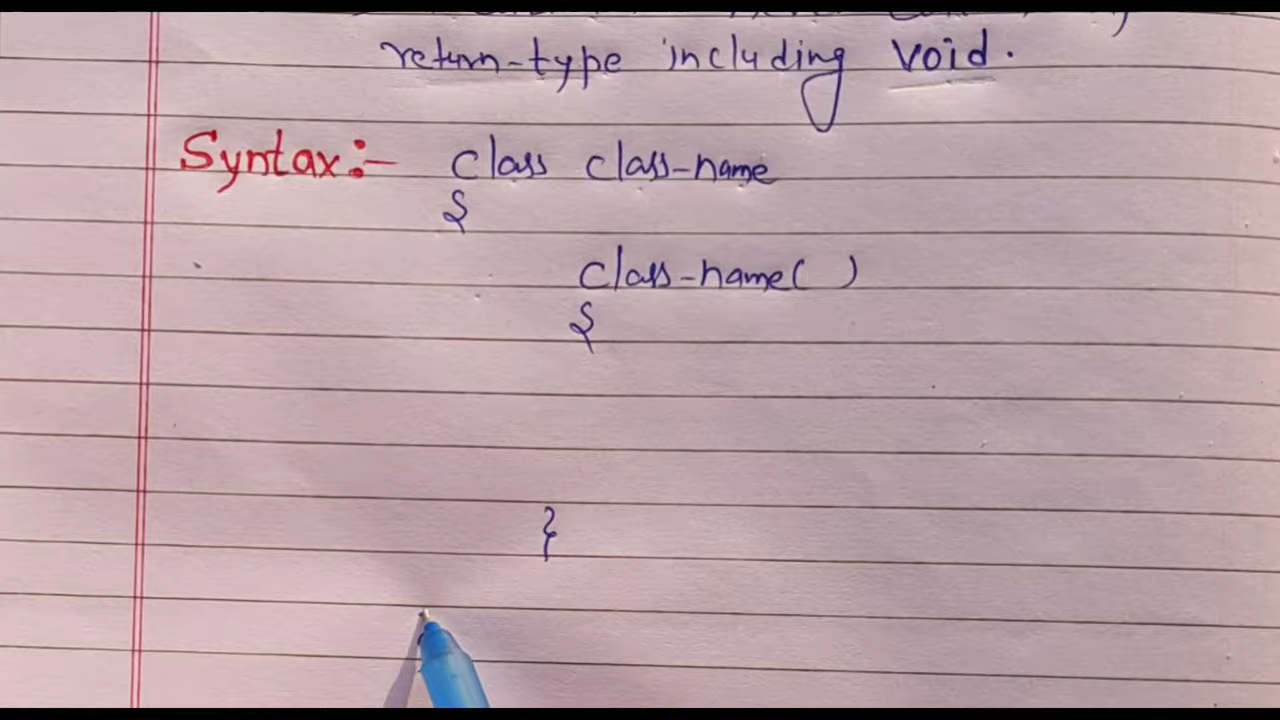 return-type including void.
Syntax:- class class-name
{
class-name( )
{
}